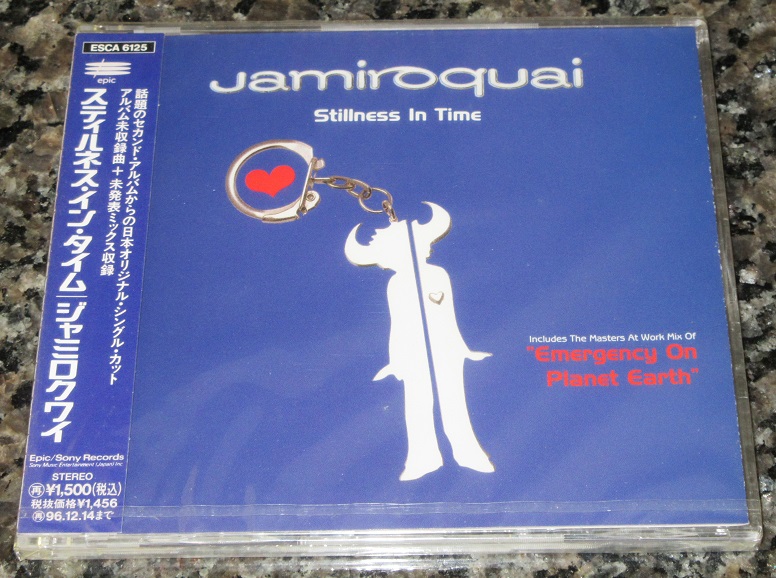 ESCA 6125
epic
話題のセカンド・アルバムからの日本オリジナル・シングル・カット
アルバム未収録曲+未発表ミックス収録
スティルネス・イン・タイム|ジャミロクワイ
Epic/Sony Records
Sony Music Entertainment (Japan) Inc.
STEREO
再¥1,500(税込)
税抜価格¥1,456
再96.12.14まで
Jamiroquai
Stillness In Time
Includes The Masters At Work Mix Of
"Emergency On
Planet Earth"